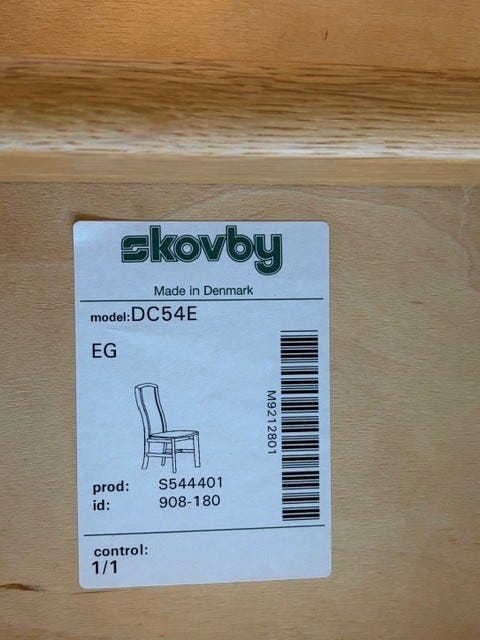 skovby
Made in Denmark
model: DC54E
EG
M9212801
prod: S544401
id: 908-180
control:
1/1